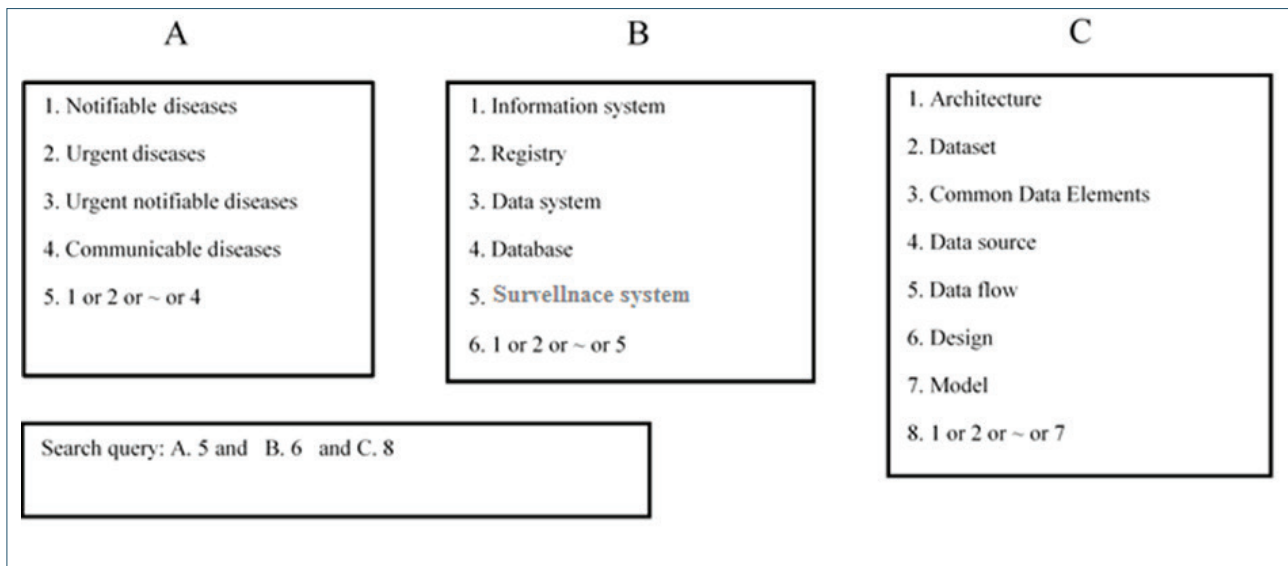 A
1. Notifiable diseases
2. Urgent diseases
3. Urgent notifiable diseases
4. Communicable diseases
5. 1 or 2 or ~ or 4
B
1. Information system
2. Registry
3. Data system
4. Database
5. Survellnace system
6. 1 or 2 or ~ or 5
C
1. Architecture
2. Dataset
3. Common Data Elements
4. Data source
5. Data flow
6. Design
7. Model
8. 1 or 2 or ~ or 7
Search query: A. 5 and B. 6 and C. 8